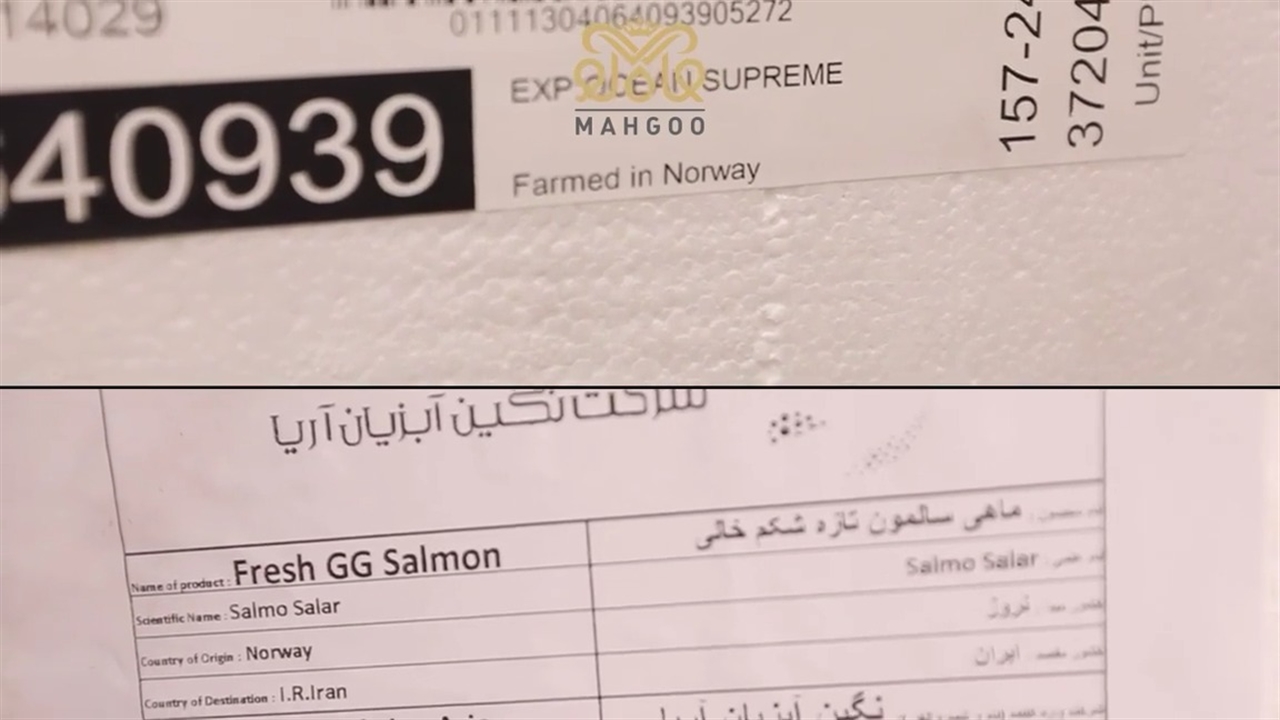 14029
01111304064093905272
40939
EXP OCEAN SUPREME
MAHGOO
Farmed in Norway
157-24
37204
Unit/P
شرکت نگین آبزیان آریا
Name of product : Fresh GG Salmon
ماهی سالمون تازه شکم خالی
Scientific Name : Salmo Salar
Salmo Salar
Country of Origin : Norway
نروژ
Country of Destination : I.R.Iran
ایران
نگین آبزیان آریا